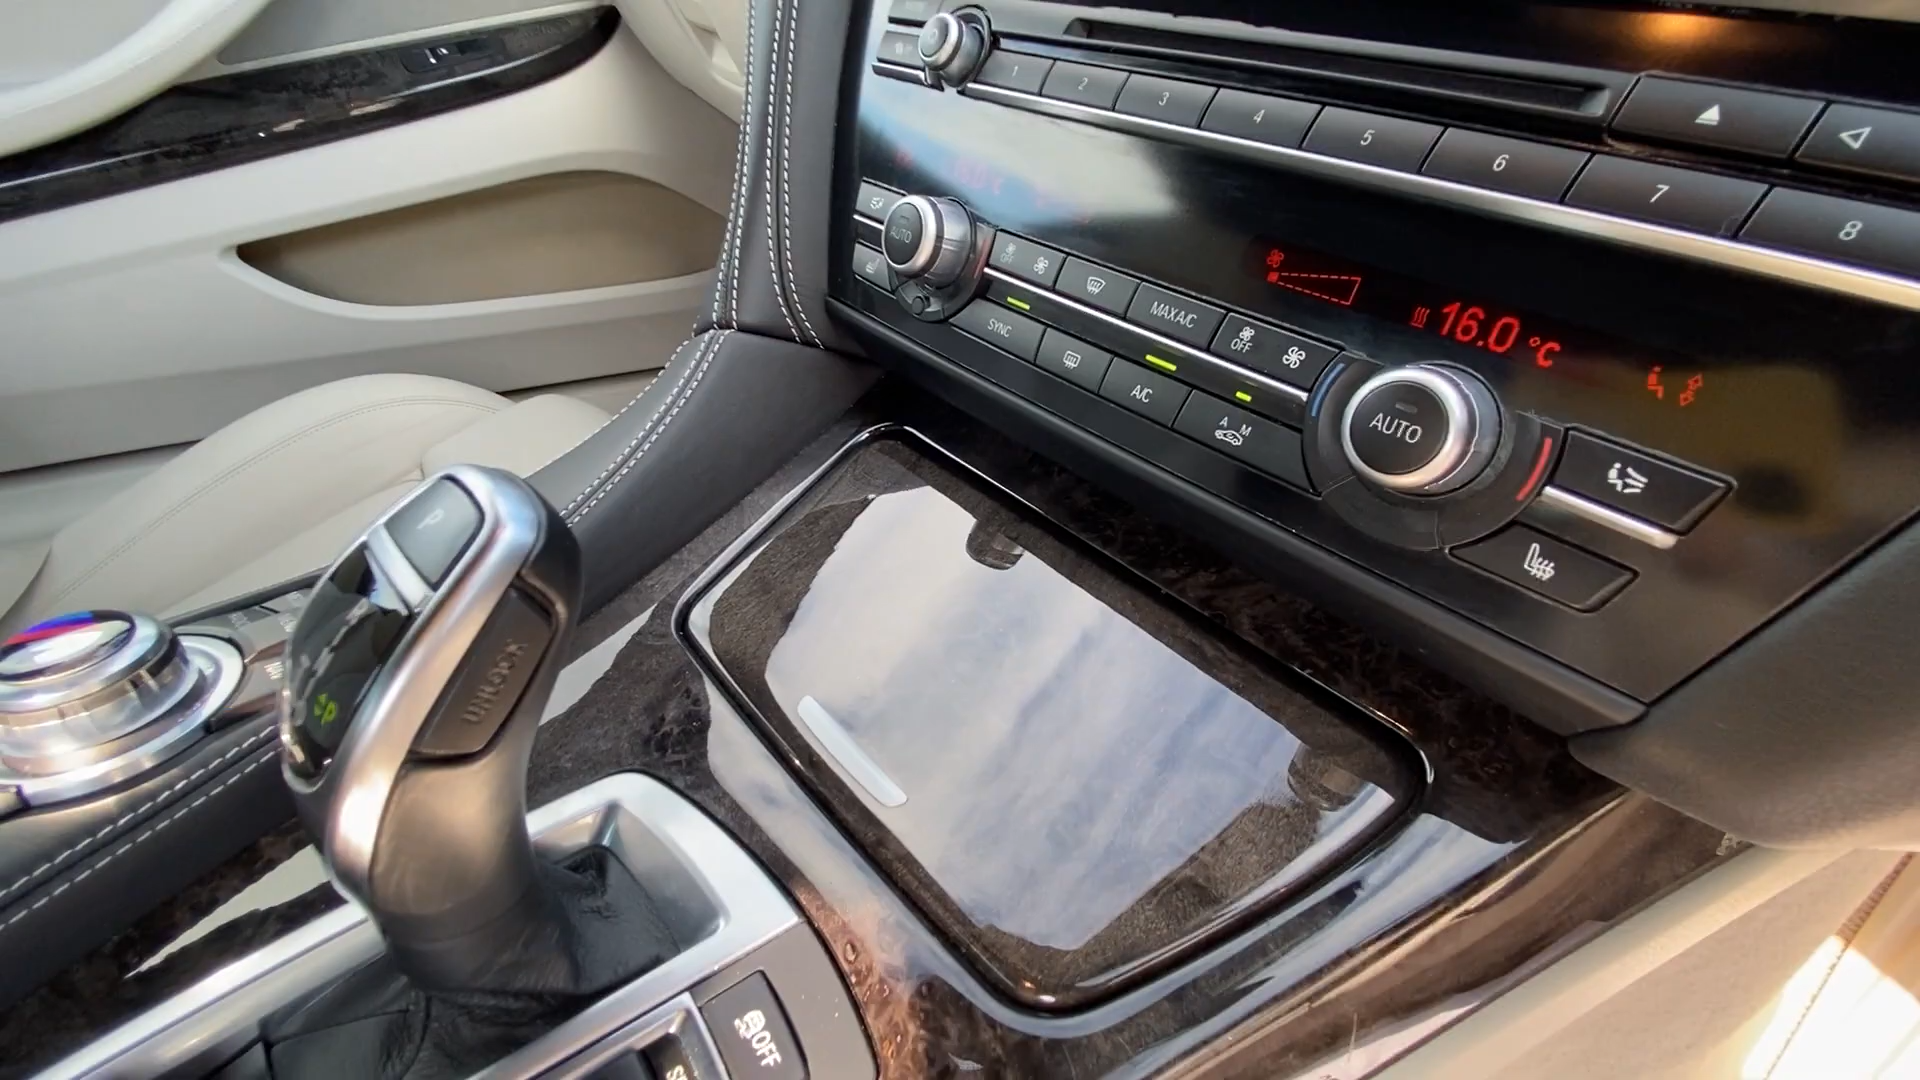 1 2 3 4 5 6 7 8
16.0 °C
AUTO
OFF
MAX A/C
OFF
SYNC
A/C
A M
AUTO
P
UNLOCK
P
OFF